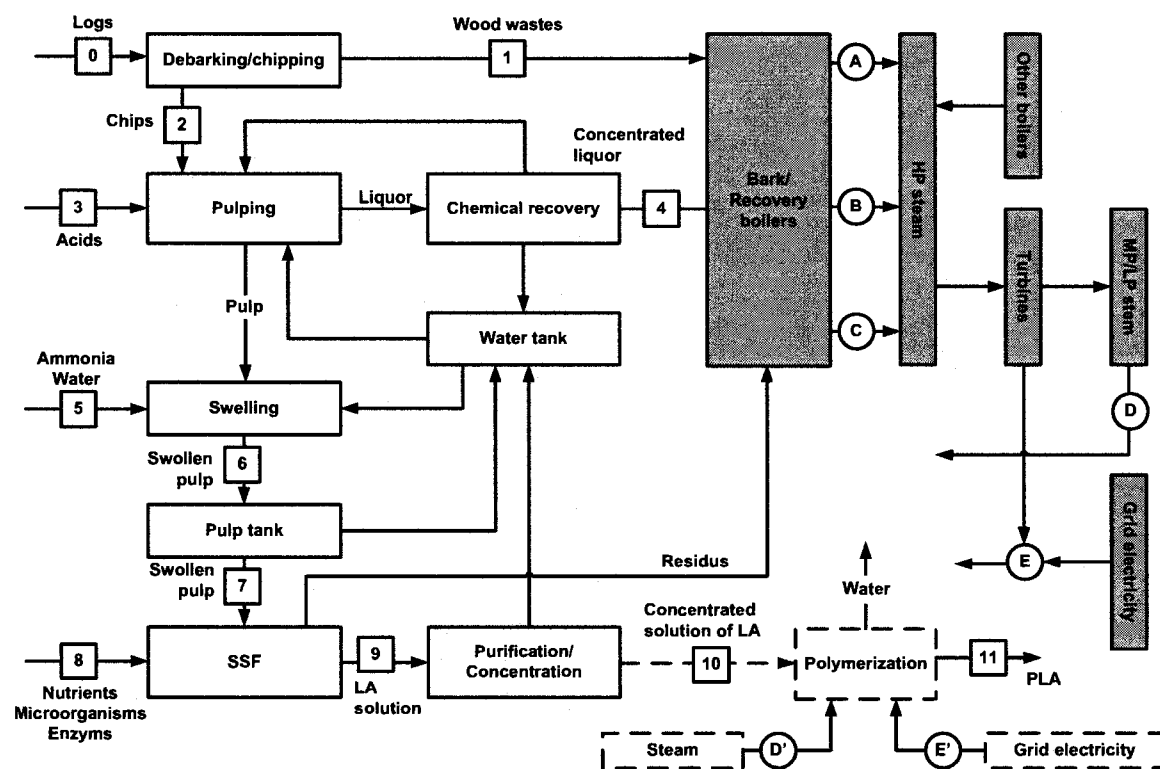 Logs
0
Debarking/chipping
Wood wastes
1
A
Other boilers
Chips
2
Concentrated
liquor
3
Acids
Pulping
Liquor
Chemical recovery
4
Bark/
Recovery
boilers
B
HP steam
Pulp
Turbines
MP/LP stam
Water tank
C
Ammonia
Water
5
Swelling
D
Swollen
pulp
6
Pulp tank
Swollen
pulp
7
Residus
E
Grid electricity
Water
Concentrated
solution of LA
8
Nutrients
Microorganisms
Enzyms
SSF
9
LA
solution
Purification/
Concentration
10
Polymerization
11
PLA
Steam
D'
E'
Grid electricity